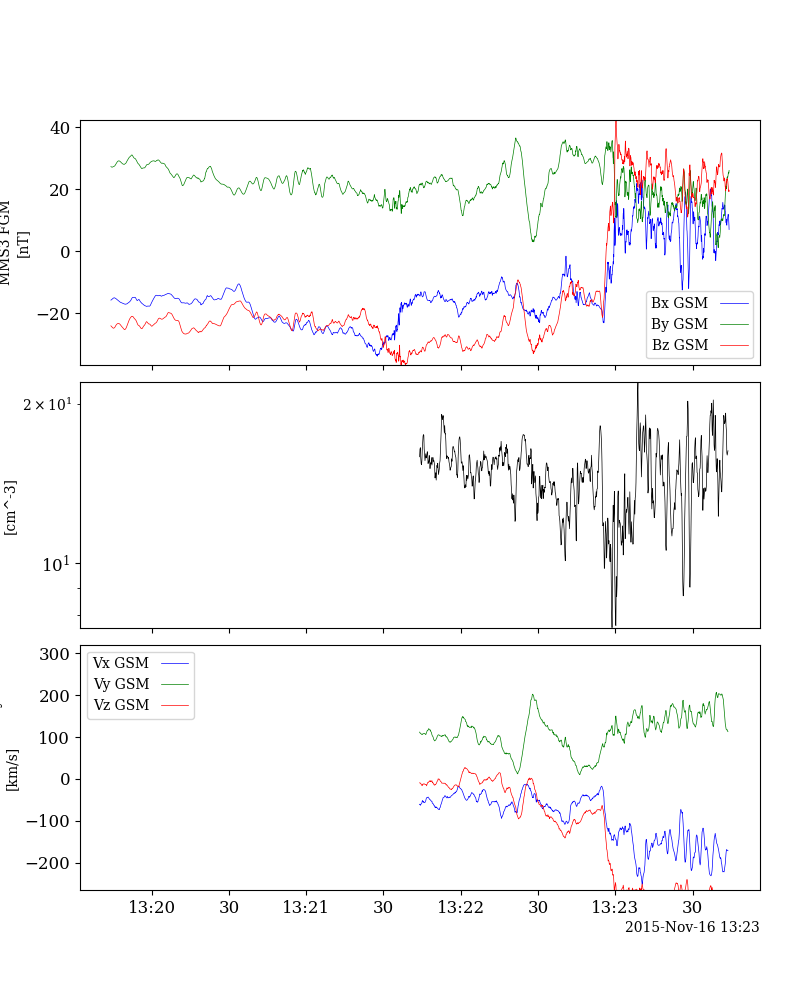 40
20
0
−20
MMS3 FGM
[nT]
Bx GSM
By GSM
Bz GSM
2 × 10¹
10¹
[cm^-3]
300
200
100
0
−100
−200
[km/s]
Vx GSM
Vy GSM
Vz GSM
13:20 30 13:21 30 13:22 30 13:23 30
2015-Nov-16 13:23